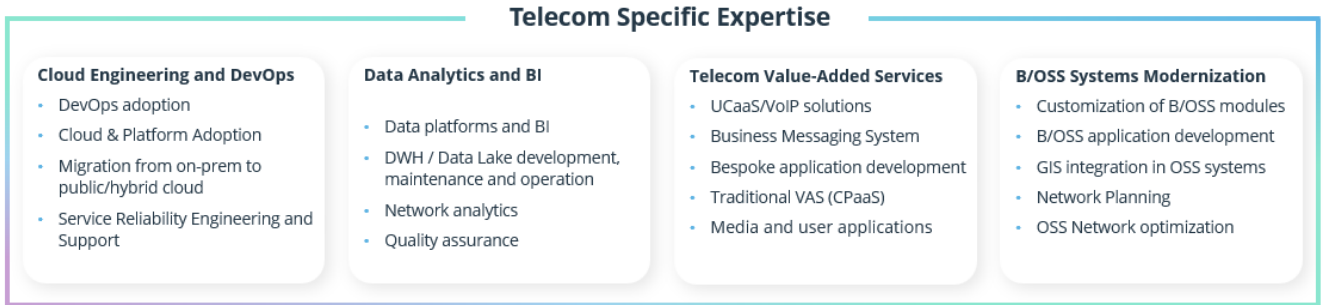 Telecom Specific Expertise
Cloud Engineering and DevOps
• DevOps adoption
• Cloud & Platform Adoption
• Migration from on-prem to
public/hybrid cloud
• Service Reliability Engineering and
Support
Data Analytics and BI
• Data platforms and BI
• DWH / Data Lake development,
maintenance and operation
• Network analytics
• Quality assurance
Telecom Value-Added Services
• UCaaS/VoIP solutions
• Business Messaging System
• Bespoke application development
• Traditional VAS (CPaaS)
• Media and user applications
B/OSS Systems Modernization
• Customization of B/OSS modules
• B/OSS application development
• GIS integration in OSS systems
• Network Planning
• OSS Network optimization